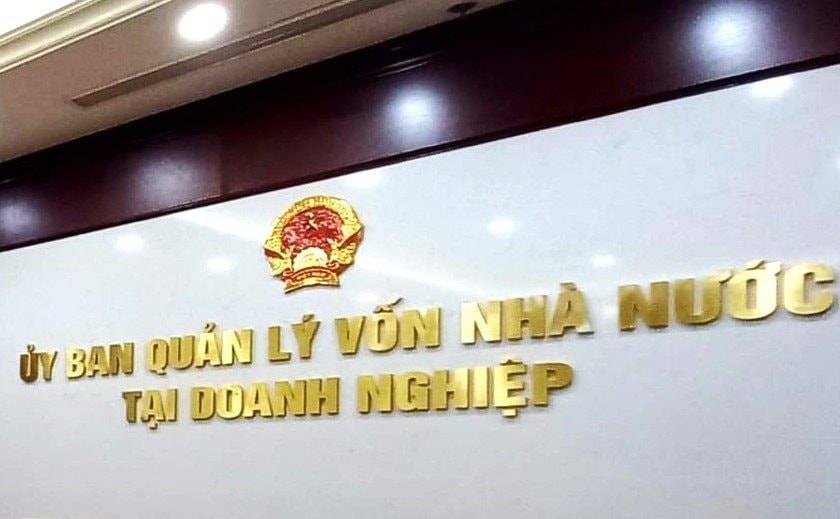 ỦY BAN QUẢN LÝ VỐN NHÀ NƯỚC
TẠI DOANH NGHIỆP